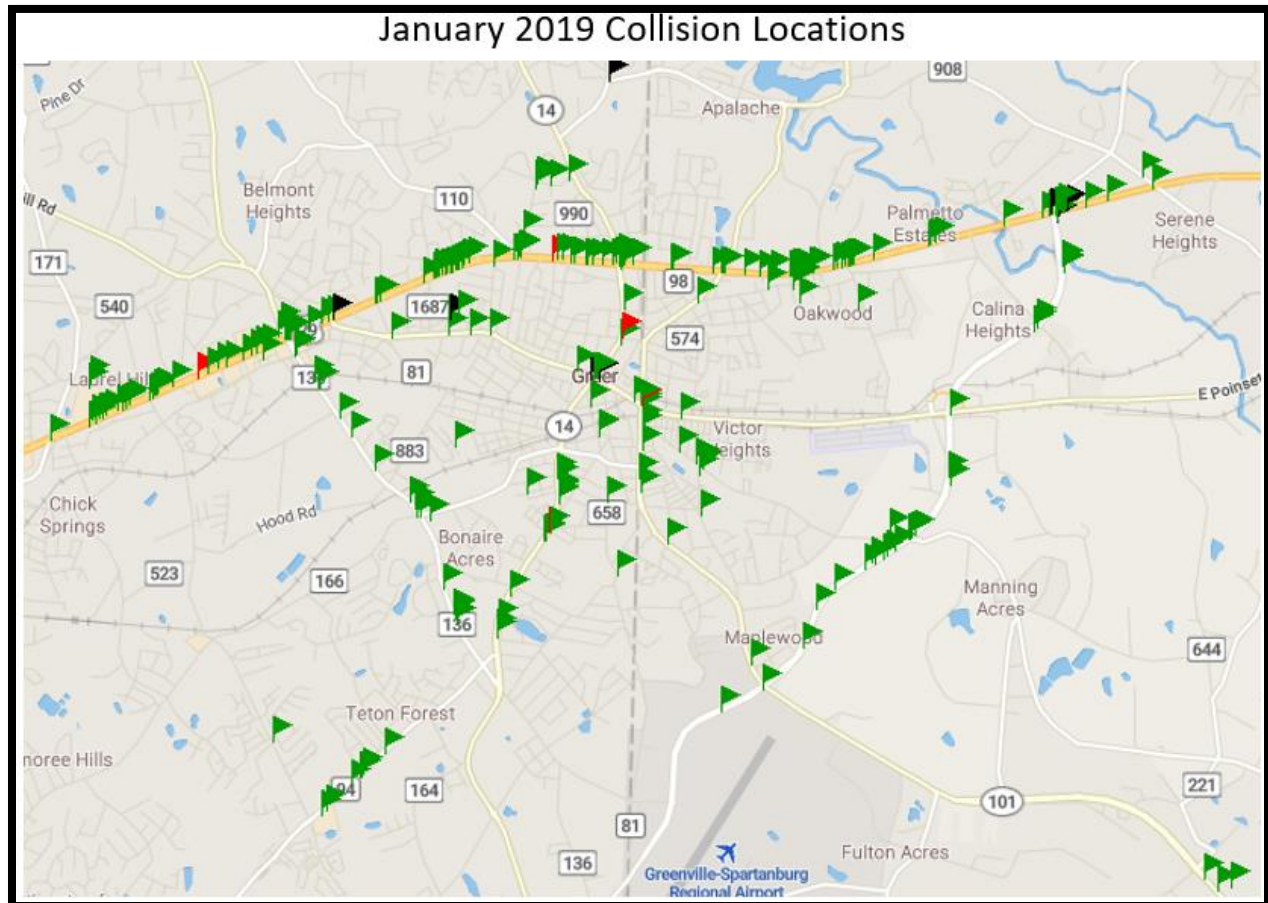 January 2019 Collision Locations
908
Pine Dr
14
Apalache
Belmont
Heights
110
990
ill Rd
Palmetto
Estates
Serene
Heights
171
98
540
1687
Oakwood
Calina
Heights
574
81
Greer
E Poinset
14
Victor
Heights
883
Chick
Springs
Hood Rd
658
Bonaire
Acres
523
166
Manning
Acres
136
Maplewood
644
Teton Forest
noree Hills
164
221
101
81
136
Fulton Acres
Greenville-Spartanburg
Regional Airport